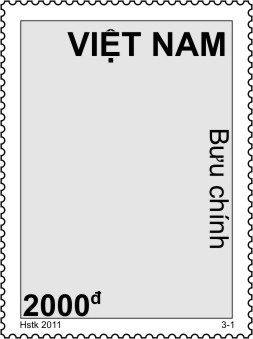 VIỆT NAM
Bưu chính
2000đ
Hstk 2011
3-1